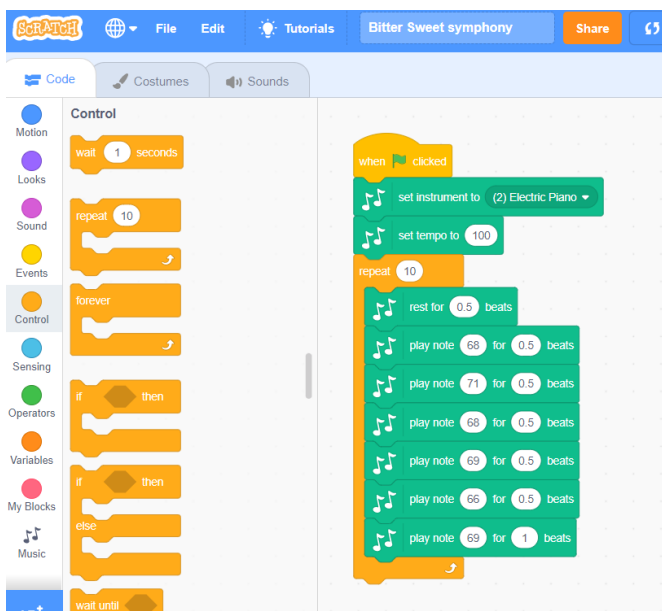 SCRATCH File Edit Tutorials Bitter Sweet symphony Share
Code Costumes Sounds
Motion
Looks
Sound
Events
Control
Sensing
Operators
Variables
My Blocks
Music
Control
wait 1 seconds
repeat 10
forever
if then
if then
else
wait until
when clicked
set instrument to (2) Electric Piano
set tempo to 100
repeat 10
rest for 0.5 beats
play note 68 for 0.5 beats
play note 71 for 0.5 beats
play note 68 for 0.5 beats
play note 69 for 0.5 beats
play note 66 for 0.5 beats
play note 69 for 1 beats